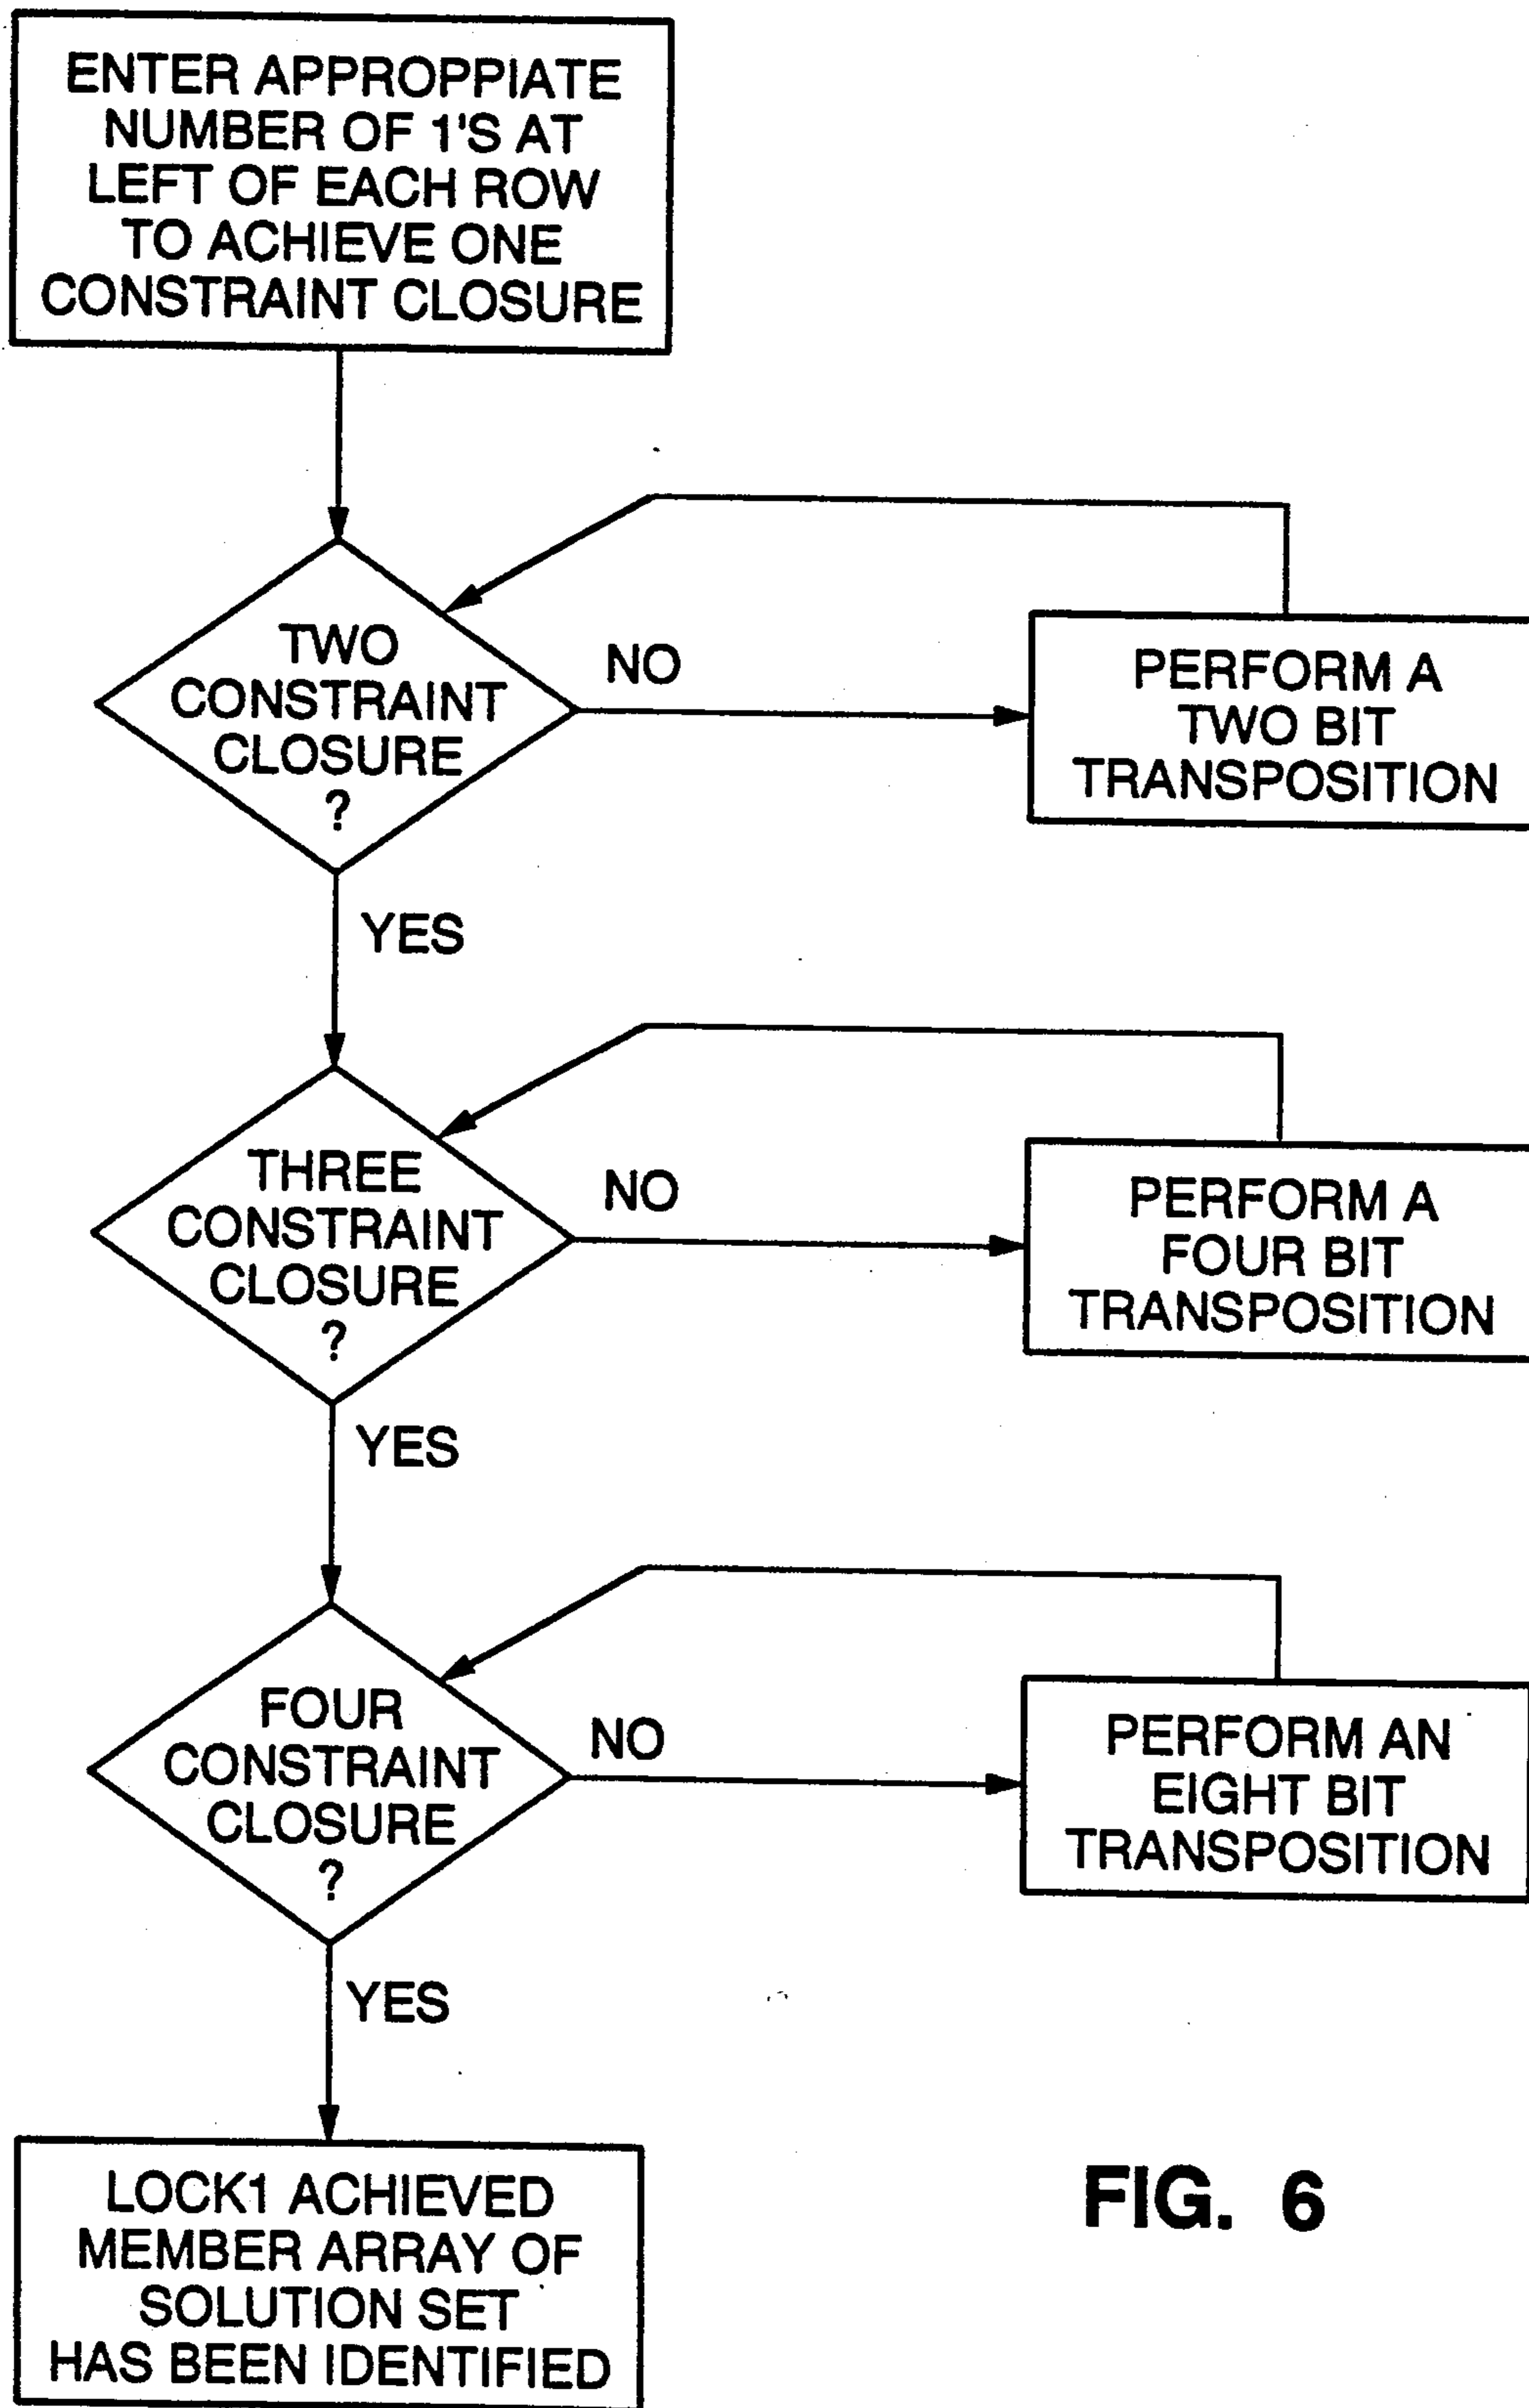 ENTER APPROPPIATE
NUMBER OF 1'S AT
LEFT OF EACH ROW
TO ACHIEVE ONE
CONSTRAINT CLOSURE
TWO
CONSTRAINT
CLOSURE
?
NO
PERFORM A
TWO BIT
TRANSPOSITION
YES
THREE
CONSTRAINT
CLOSURE
?
NO
PERFORM A
FOUR BIT
TRANSPOSITION
YES
FOUR
CONSTRAINT
CLOSURE
?
NO
PERFORM AN
EIGHT BIT
TRANSPOSITION
YES
LOCK1 ACHIEVED
MEMBER ARRAY OF
SOLUTION SET
HAS BEEN IDENTIFIED
FIG. 6